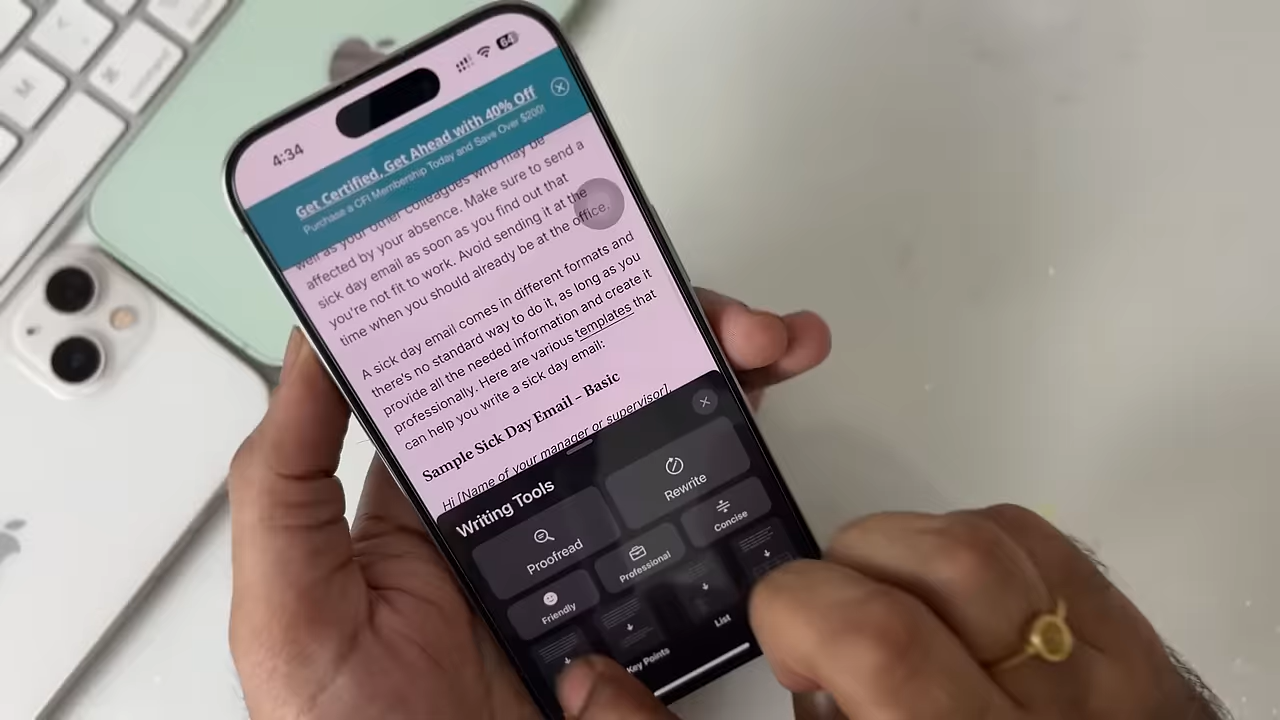 M
command
4:34
64
Get Certified, Get Ahead with 40% Off
Purchase a CFI Membership Today and Save Over $200!
well as your other colleagues who may be
affected by your absence. Make sure to send a
sick day email as soon as you find out that
you're not fit to work. Avoid sending it at the
time when you should already be at the office.
A sick day email comes in different formats and
there's no standard way to do it, as long as you
provide all the needed information and create it
professionally. Here are various templates that
can help you write a sick day email:
Sample Sick Day Email – Basic
Hi [Name of your manager or supervisor],
Writing Tools
Proofread
Rewrite
Friendly
Professional
Concise
Key Points
List